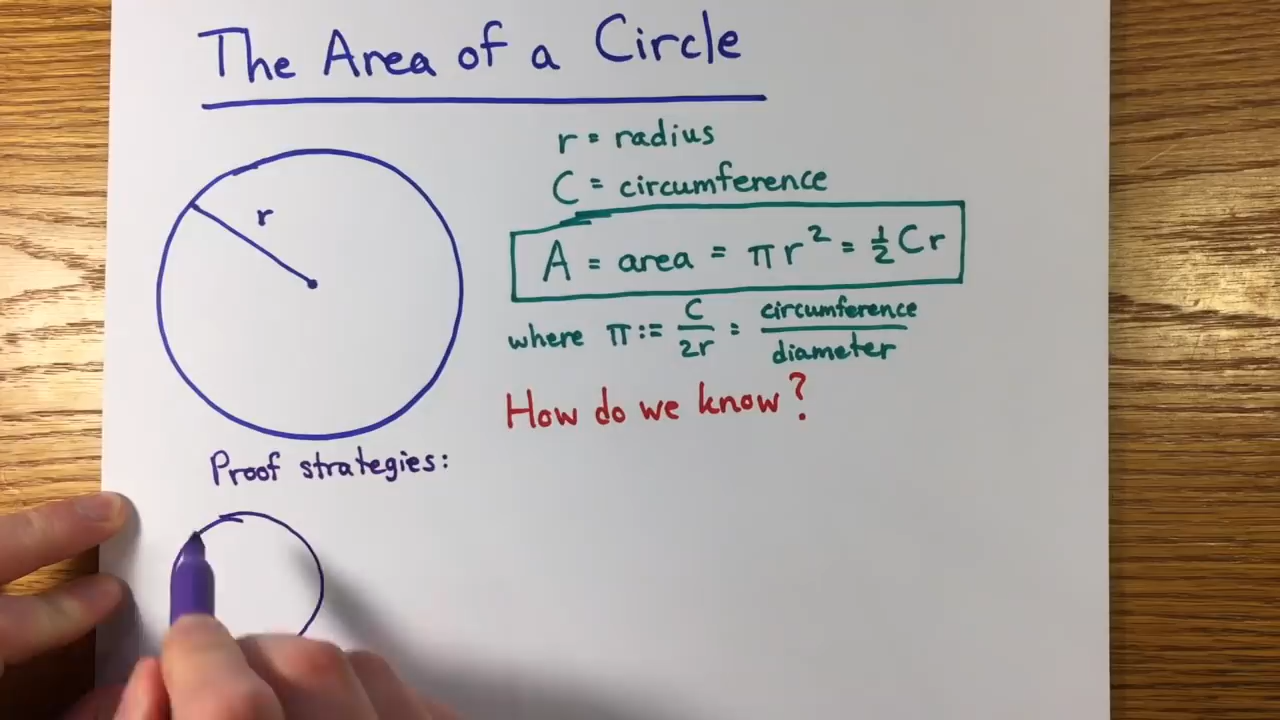 The Area of a Circle
r
r = radius
C = circumference
A = area = πr² = ½Cr
where π := C/2r = circumference/diameter
How do we know?
Proof strategies: